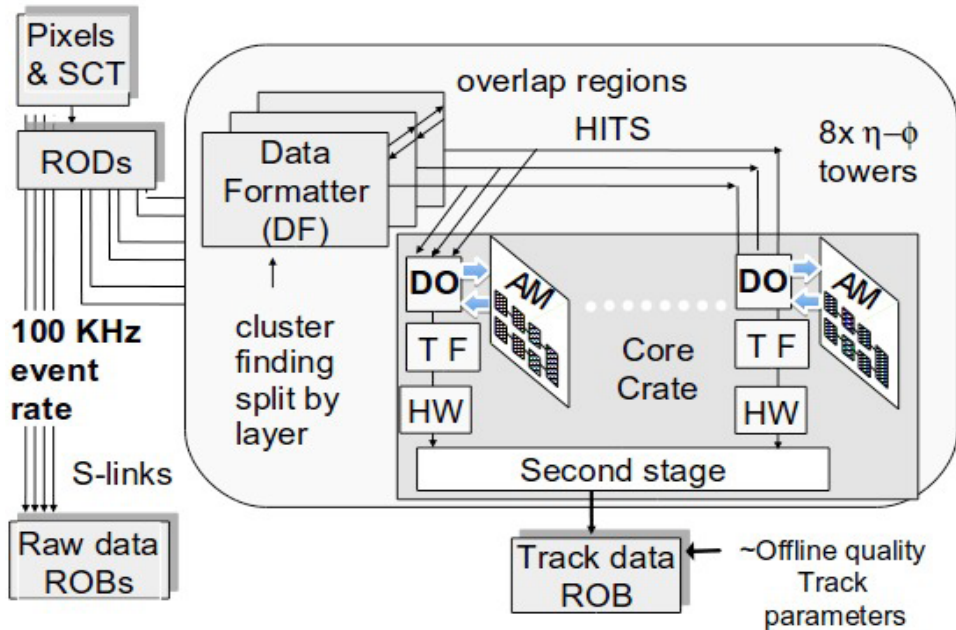 Pixels
& SCT
RODs
100 KHz
event
rate
S-links
Raw data
ROBs
overlap regions
HITS
8x η−ϕ
towers
Data
Formatter
(DF)
cluster
finding
split by
layer
DO
AM
T F
HW
Core
Crate
DO
AM
T F
HW
Second stage
Track data
ROB
~Offline quality
Track
parameters